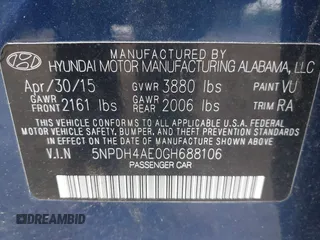 MANUFACTURED BY
HYUNDAI MOTOR MANUFACTURING ALABAMA, LLC
Apr/30/15 GVWR 3880 lbs PAINT VU
GAWR FRONT 2161 lbs GAWR REAR 2006 lbs TRIM RA
THIS VEHICLE CONFORMS TO ALL APPLICABLE U.S. FEDERAL
MOTOR VEHICLE SAFETY, BUMPER, AND THEFT PREVENTION
STANDARDS IN EFFECT ON THE DATE OF MANUFACTURE SHOWN ABOVE.
V.I.N 5NPDH4AE0GH688106
PASSENGER CAR
DREAMBID